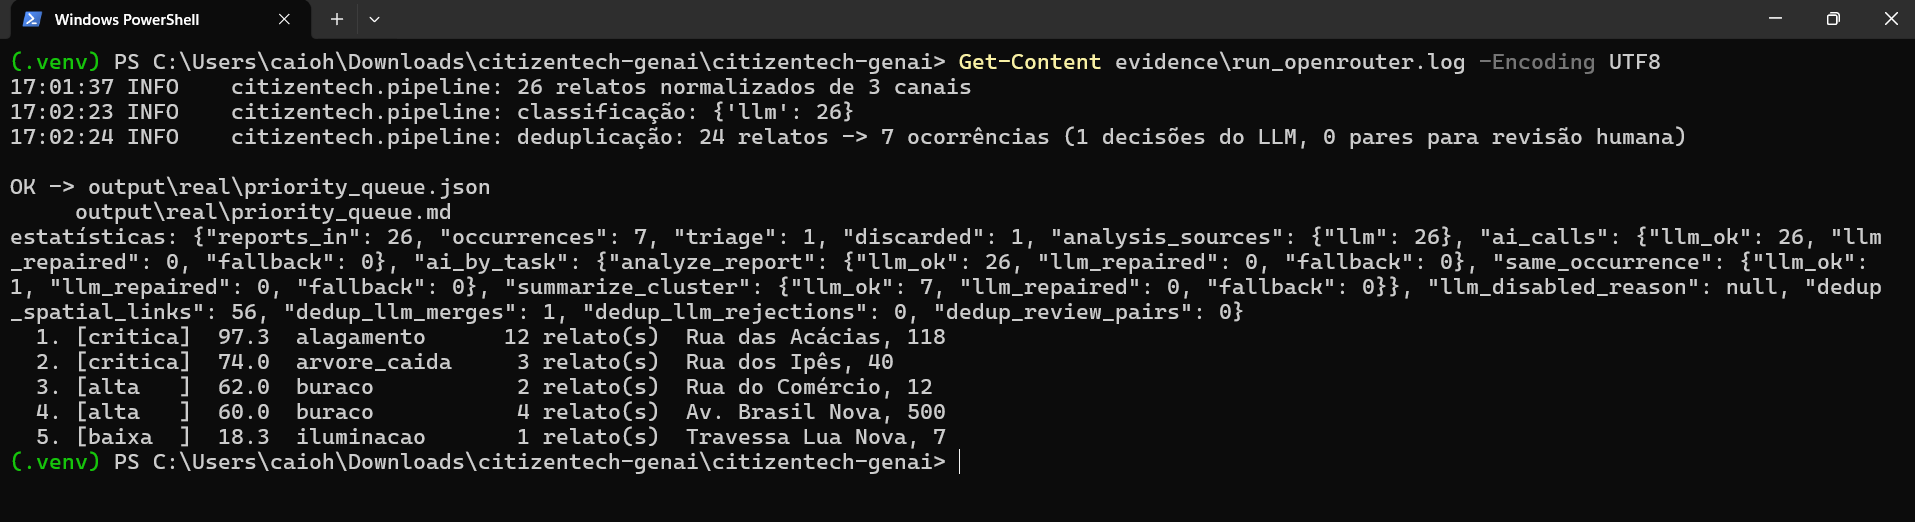 Windows PowerShell
(.venv) PS C:\Users\caioh\Downloads\citizentech-genai\citizentech-genai> Get-Content evidence\run_openrouter.log -Encoding UTF8
17:01:37 INFO    citizentech.pipeline: 26 relatos normalizados de 3 canais
17:02:23 INFO    citizentech.pipeline: classificação: {'llm': 26}
17:02:24 INFO    citizentech.pipeline: deduplicação: 24 relatos -> 7 ocorrências (1 decisões do LLM, 0 pares para revisão humana)
OK -> output\real\priority_queue.json
     output\real\priority_queue.md
estatísticas: {"reports_in": 26, "occurrences": 7, "triage": 1, "discarded": 1, "analysis_sources": {"llm": 26}, "ai_calls": {"llm_ok": 26, "llm
_repaired": 0, "fallback": 0}, "ai_by_task": {"analyze_report": {"llm_ok": 26, "llm_repaired": 0, "fallback": 0}, "same_occurrence": {"llm_ok":
1, "llm_repaired": 0, "fallback": 0}, "summarize_cluster": {"llm_ok": 7, "llm_repaired": 0, "fallback": 0}}, "llm_disabled_reason": null, "dedup
_spatial_links": 56, "dedup_llm_merges": 1, "dedup_llm_rejections": 0, "dedup_review_pairs": 0}
  1. [critica]  97.3  alagamento      12 relato(s)  Rua das Acácias, 118
  2. [critica]  74.0  arvore_caida     3 relato(s)  Rua dos Ipês, 40
  3. [alta   ]  62.0  buraco           2 relato(s)  Rua do Comércio, 12
  4. [alta   ]  60.0  buraco           4 relato(s)  Av. Brasil Nova, 500
  5. [baixa  ]  18.3  iluminacao       1 relato(s)  Travessa Lua Nova, 7
(.venv) PS C:\Users\caioh\Downloads\citizentech-genai\citizentech-genai>